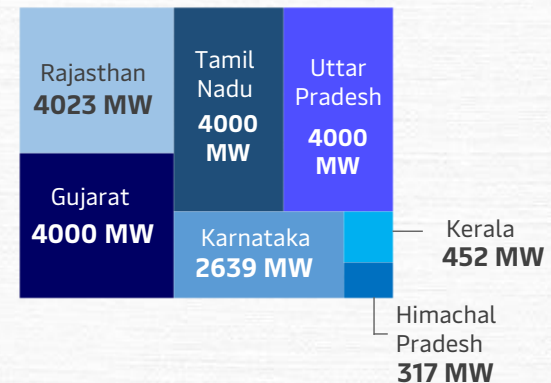 Rajasthan
4023 MW
Tamil
Nadu
4000
MW
Uttar
Pradesh
4000
MW
Gujarat
4000 MW
Karnataka
2639 MW
Kerala
452 MW
Himachal
Pradesh
317 MW